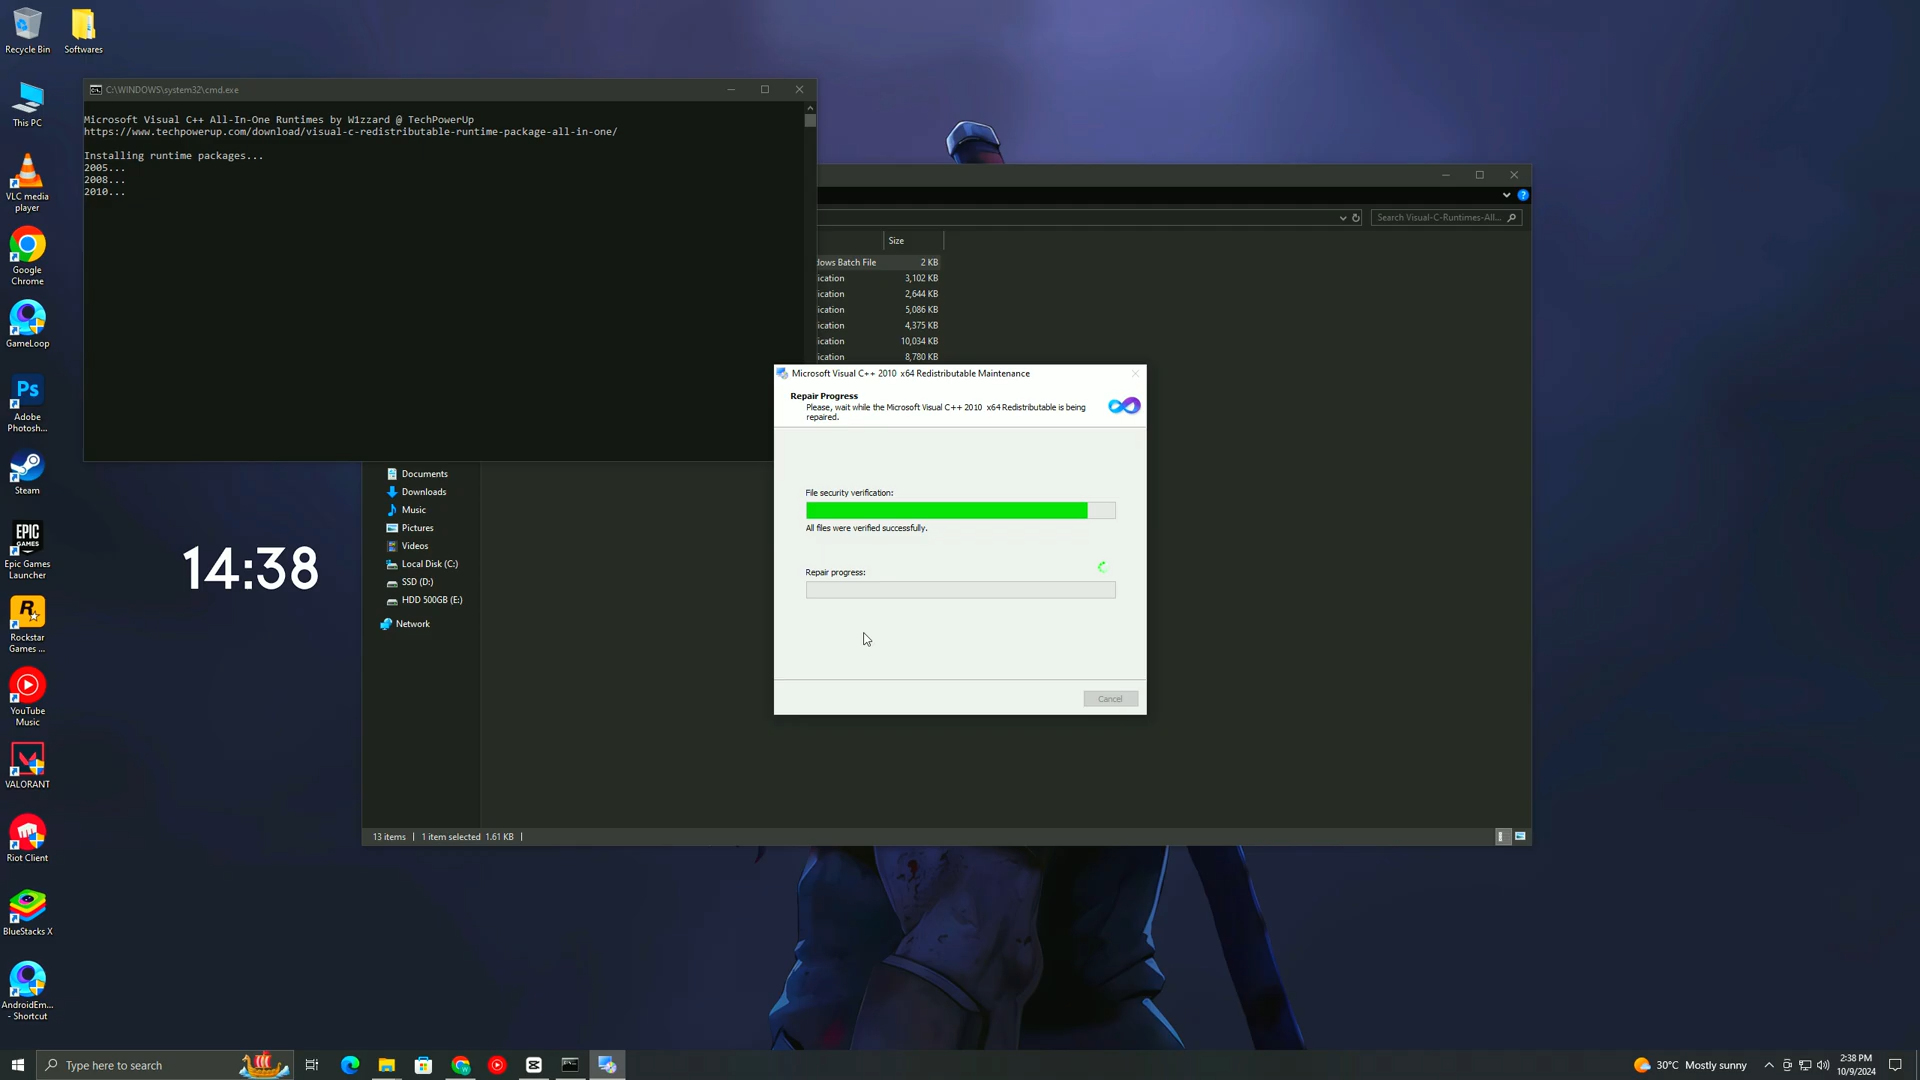 Recycle Bin
Softwares
This PC
VLC media
player
Google
Chrome
GameLoop
Ps
Adobe
Photosh...
Steam
EPIC
GAMES
Epic Games
Launcher
R
Rockstar
Games ...
YouTube
Music
VALORANT
Riot Client
BlueStacks X
AndroidEm...
- Shortcut
C:\WINDOWS\system32\cmd.exe
Microsoft Visual C++ All-In-One Runtimes by W1zzard @ TechPowerUp
https://www.techpowerup.com/download/visual-c-redistributable-runtime-package-all-in-one/
Installing runtime packages...
2005...
2008...
2010...
Search Visual-C-Runtimes-All...
Size
dows Batch File 2 KB
ication 3,102 KB
ication 2,644 KB
ication 5,086 KB
ication 4,375 KB
ication 10,034 KB
ication 8,780 KB
Documents
Downloads
Music
Pictures
Videos
Local Disk (C:)
SSD (D:)
HDD 500GB (E:)
Network
13 items
1 item selected 1.61 KB
14:38
Microsoft Visual C++ 2010 x64 Redistributable Maintenance
Repair Progress
Please, wait while the Microsoft Visual C++ 2010 x64 Redistributable is being
repaired.
File security verification:
All files were verified successfully.
Repair progress:
Cancel
Type here to search
30°C Mostly sunny
2:38 PM
10/9/2024